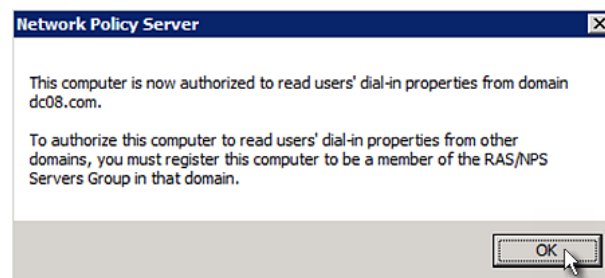 Network Policy Server
This computer is now authorized to read users' dial-in properties from domain
dc08.com.
To authorize this computer to read users' dial-in properties from other
domains, you must register this computer to be a member of the RAS/NPS
Servers Group in that domain.
OK